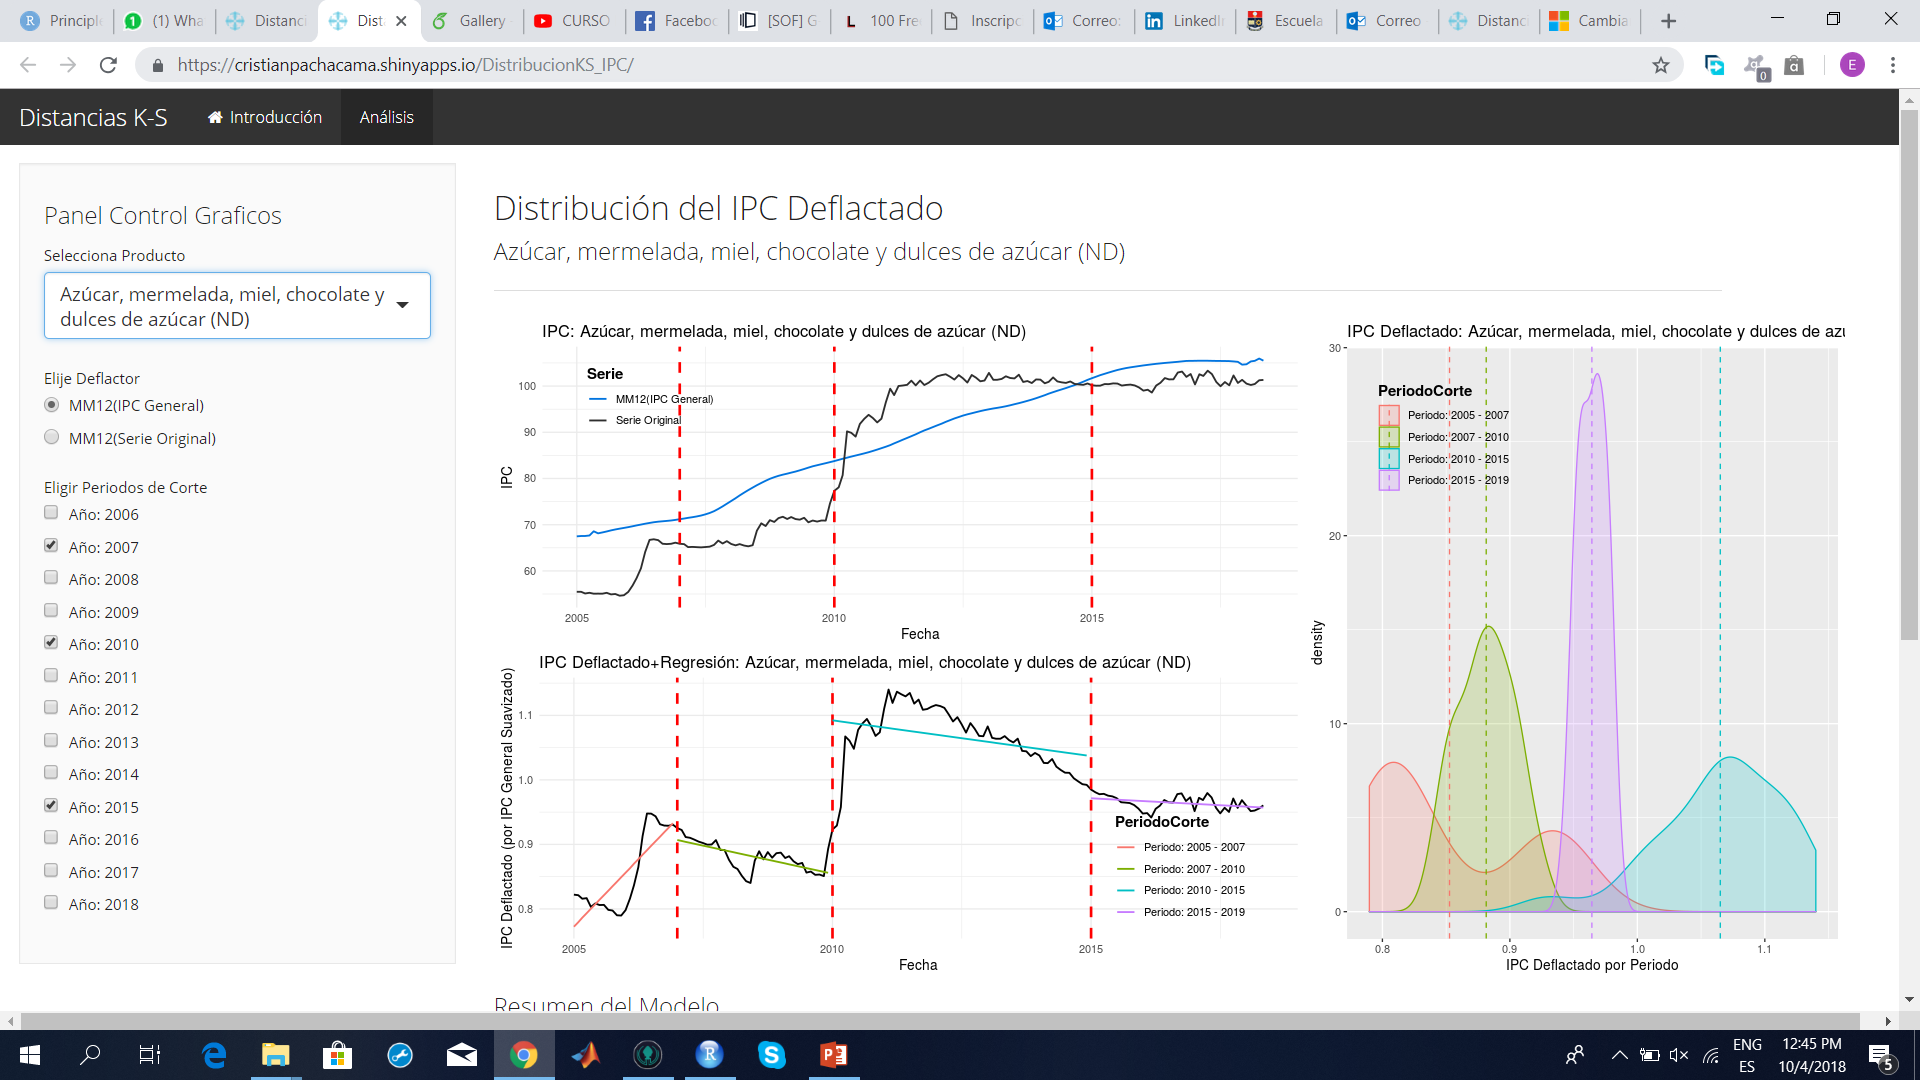 Principl
(1) Wha
Distanci
Dist
Gallery
CURSO
Faceboo
[SOF] G
100 Fre
Inscripc
Correo:
LinkedIn
Escuela
Correo
Distanc
Cambia
https://cristianpachacama.shinyapps.io/DistribucionKS_IPC/
0
E
Distancias K-S
Introducción
Análisis
Panel Control Graficos
Selecciona Producto
Azúcar, mermelada, miel, chocolate y
dulces de azúcar (ND)
Elije Deflactor
MM12(IPC General)
MM12(Serie Original)
Eligir Periodos de Corte
Año: 2006
Año: 2007
Año: 2008
Año: 2009
Año: 2010
Año: 2011
Año: 2012
Año: 2013
Año: 2014
Año: 2015
Año: 2016
Año: 2017
Año: 2018
Distribución del IPC Deflactado
Azúcar, mermelada, miel, chocolate y dulces de azúcar (ND)
IPC: Azúcar, mermelada, miel, chocolate y dulces de azúcar (ND)
Serie
MM12(IPC General)
Serie Original
IPC
100
90
80
70
60
2005
2010
2015
Fecha
IPC Deflactado+Regresión: Azúcar, mermelada, miel, chocolate y dulces de azúcar (ND)
IPC Deflactado (por IPC General Suavizado)
1.1
1.0
0.9
0.8
PeriodoCorte
Periodo: 2005 - 2007
Periodo: 2007 - 2010
Periodo: 2010 - 2015
Periodo: 2015 - 2019
2005
2010
2015
Fecha
IPC Deflactado: Azúcar, mermelada, miel, chocolate y dulces de azú
PeriodoCorte
Periodo: 2005 - 2007
Periodo: 2007 - 2010
Periodo: 2010 - 2015
Periodo: 2015 - 2019
density
30
20
10
0
0.8
0.9
1.0
1.1
IPC Deflactado por Periodo
Resumen del Modelo
ENG
ES
12:45 PM
10/4/2018
5